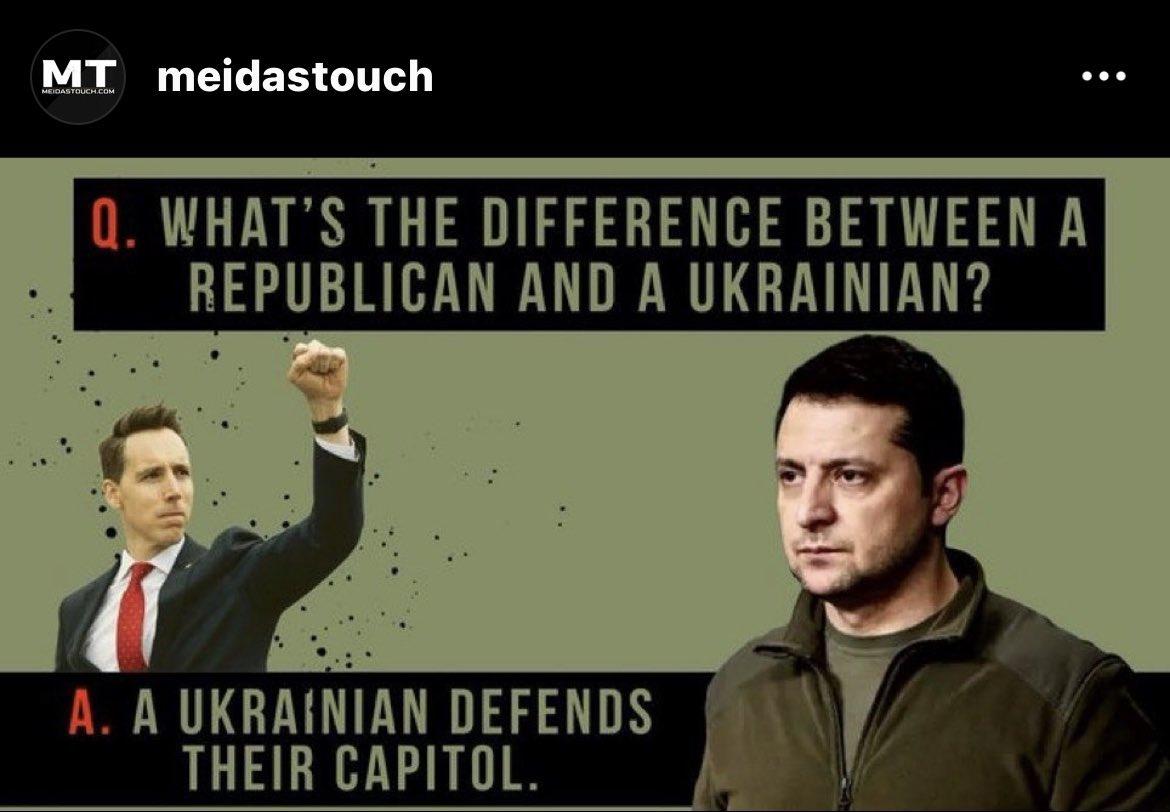 MT
MEIDASTOUCH.COM
meidastouch
Q. WHAT'S THE DIFFERENCE BETWEEN A
REPUBLICAN AND A UKRAINIAN?
A. A UKRAINIAN DEFENDS
THEIR CAPITOL.